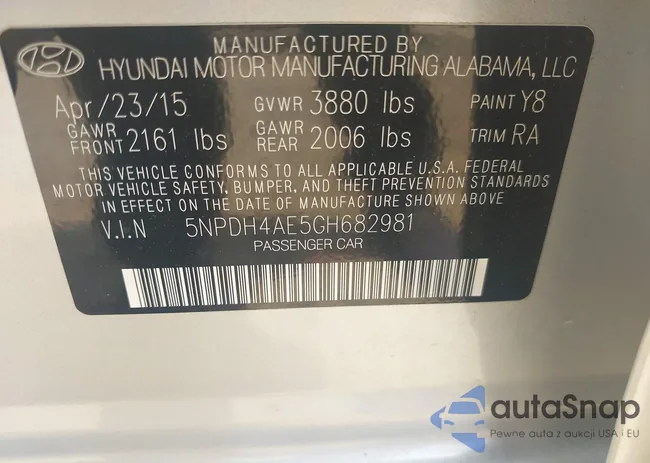 MANUFACTURED BY
HYUNDAI MOTOR MANUFACTURING ALABAMA, LLC
Apr/23/15 GVWR 3880 lbs PAINT Y8
GAWR FRONT 2161 lbs GAWR REAR 2006 lbs TRIM RA
THIS VEHICLE CONFORMS TO ALL APPLICABLE U.S.A. FEDERAL
MOTOR VEHICLE SAFETY, BUMPER, AND THEFT PREVENTION STANDARDS
IN EFFECT ON THE DATE OF MANUFACTURE SHOWN ABOVE
V.I.N 5NPDH4AE5GH682981
PASSENGER CAR
autaSnap
Pewne auta z aukcji USA i EU